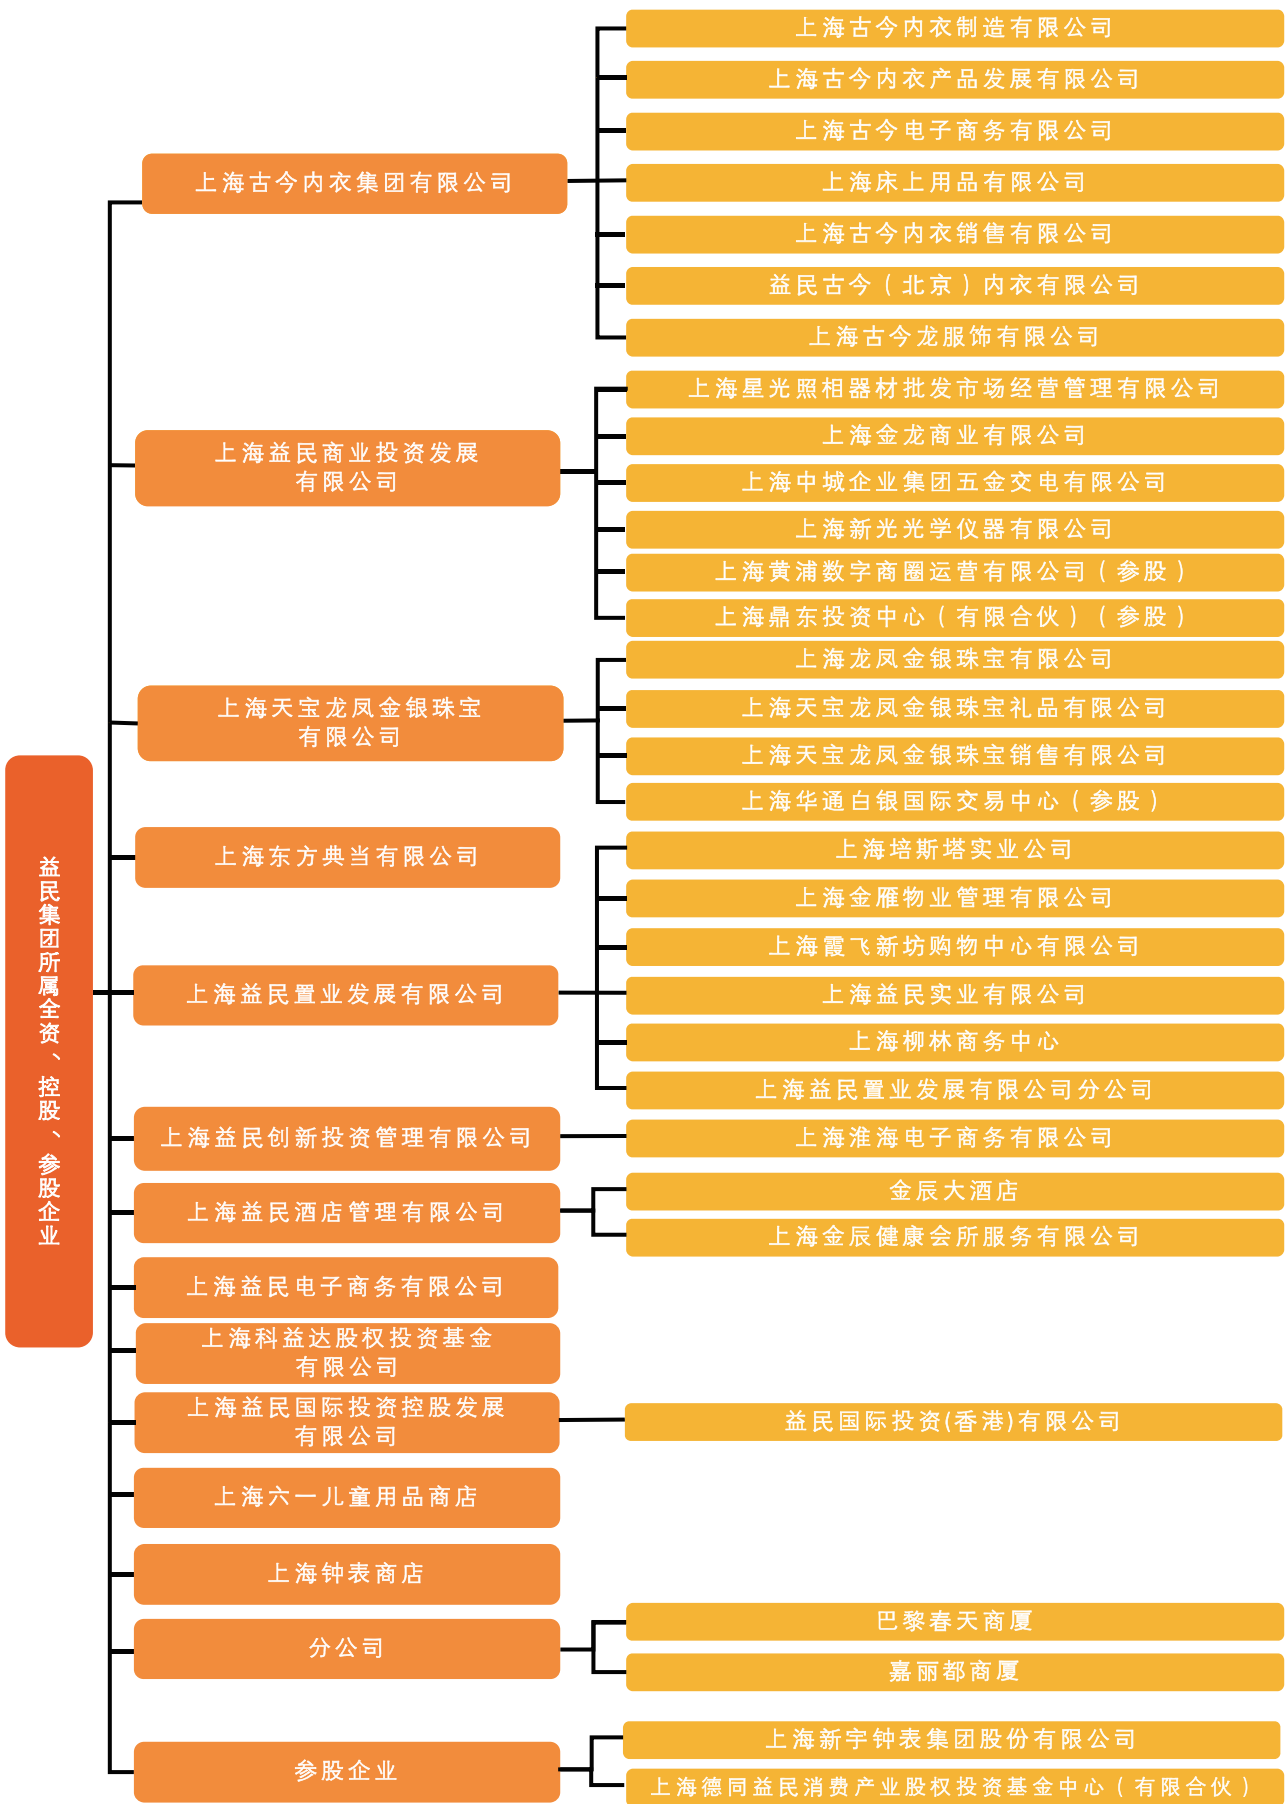 益民集团所属全资、控股、参股企业
上海古今内衣集团有限公司
上海古今内衣制造有限公司
上海古今内衣产品发展有限公司
上海古今电子商务有限公司
上海床上用品有限公司
上海古今内衣销售有限公司
益民古今（北京）内衣有限公司
上海古今龙服饰有限公司
上海益民商业投资发展
有限公司
上海星光照相器材批发市场经营管理有限公司
上海金龙商业有限公司
上海中城企业集团五金交电有限公司
上海新光光学仪器有限公司
上海黄浦数字商圈运营有限公司（参股）
上海鼎东投资中心（有限合伙）（参股）
上海天宝龙凤金银珠宝
有限公司
上海龙凤金银珠宝有限公司
上海天宝龙凤金银珠宝礼品有限公司
上海天宝龙凤金银珠宝销售有限公司
上海华通白银国际交易中心（参股）
上海东方典当有限公司
上海益民置业发展有限公司
上海培斯塔实业公司
上海金雁物业管理有限公司
上海霞飞新坊购物中心有限公司
上海益民实业有限公司
上海柳林商务中心
上海益民置业发展有限公司分公司
上海益民创新投资管理有限公司
上海淮海电子商务有限公司
上海益民酒店管理有限公司
金辰大酒店
上海金辰健康会所服务有限公司
上海益民电子商务有限公司
上海科益达股权投资基金
有限公司
上海益民国际投资控股发展
有限公司
益民国际投资(香港)有限公司
上海六一儿童用品商店
上海钟表商店
分公司
巴黎春天商厦
嘉丽都商厦
参股企业
上海新宇钟表集团股份有限公司
上海德同益民消费产业股权投资基金中心（有限合伙）